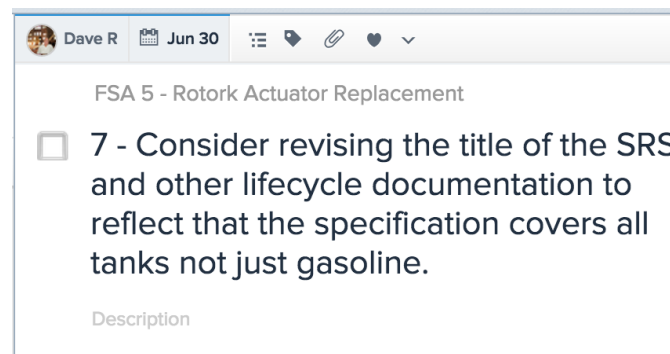 Dave R Jun 30
FSA 5 - Rotork Actuator Replacement
7 - Consider revising the title of the SRS
and other lifecycle documentation to
reflect that the specification covers all
tanks not just gasoline.
Description